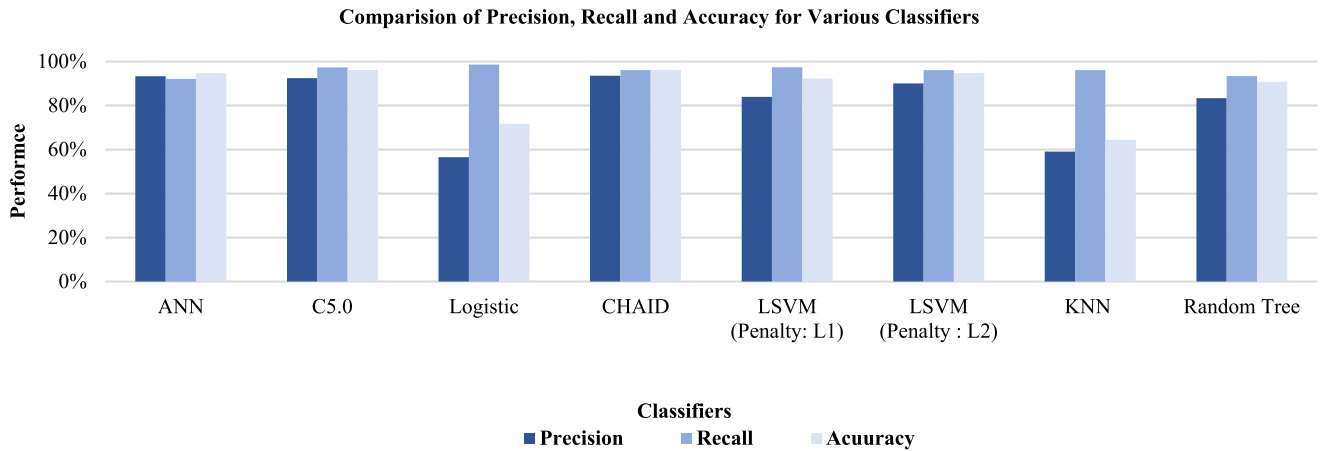 Comparision of Precision, Recall and Accuracy for Various Classifiers
100%
80%
60%
40%
20%
0%
Performce
ANN
C5.0
Logistic
CHAID
LSVM
(Penalty: L1)
LSVM
(Penalty : L2)
KNN
Random Tree
Classifiers
Precision
Recall
Acuuracy